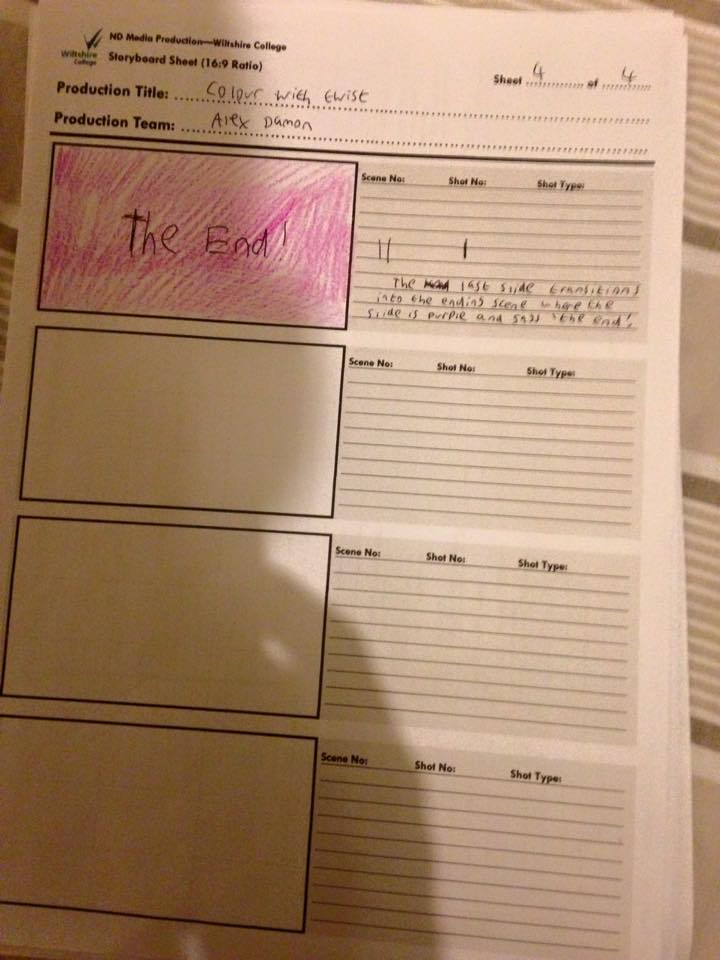 ND Media Production—Wiltshire College
Wiltshire
College
Storyboard Sheet (16:9 Ratio)
Sheet 4 of 4
Production Title: Colour with twist
Production Team: Alex Damon
The End!
Scene No: Shot No: Shot Type:
11 1
The last slide transitions
into the ending scene where the
slide is purple and says 'the end!'
Scene No: Shot No: Shot Type:
Scene No: Shot No: Shot Type:
Scene No: Shot No: Shot Type: